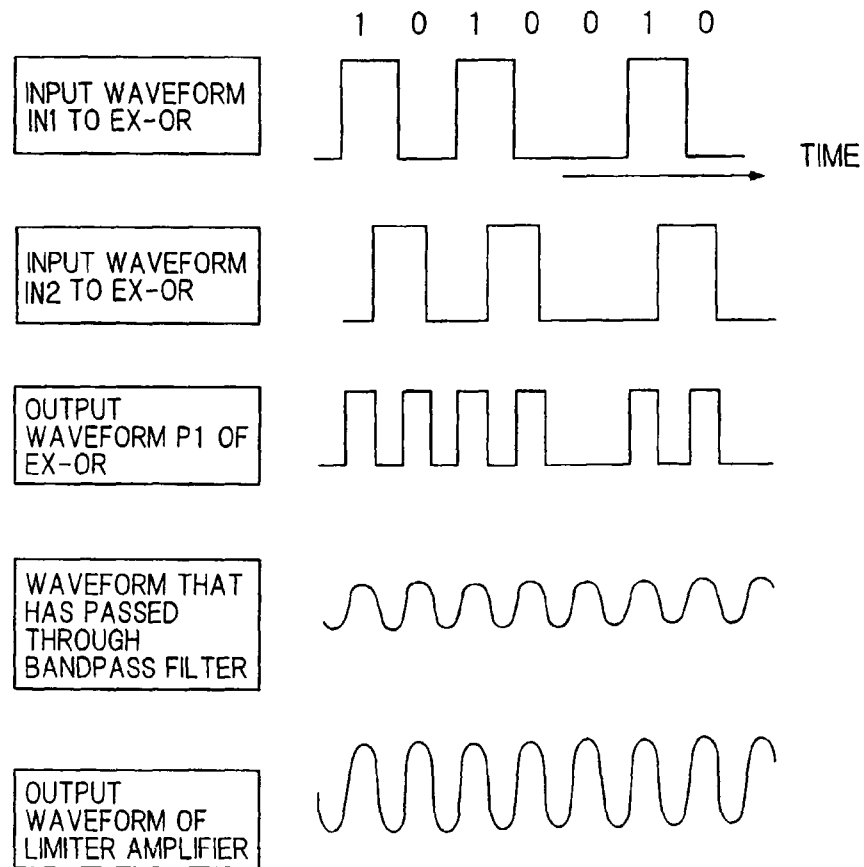 1 0 1 0 0 1 0
INPUT WAVEFORM
IN1 TO EX-OR
TIME
INPUT WAVEFORM
IN2 TO EX-OR
OUTPUT
WAVEFORM P1 OF
EX-OR
WAVEFORM THAT
HAS PASSED
THROUGH
BANDPASS FILTER
OUTPUT
WAVEFORM OF
LIMITER AMPLIFIER